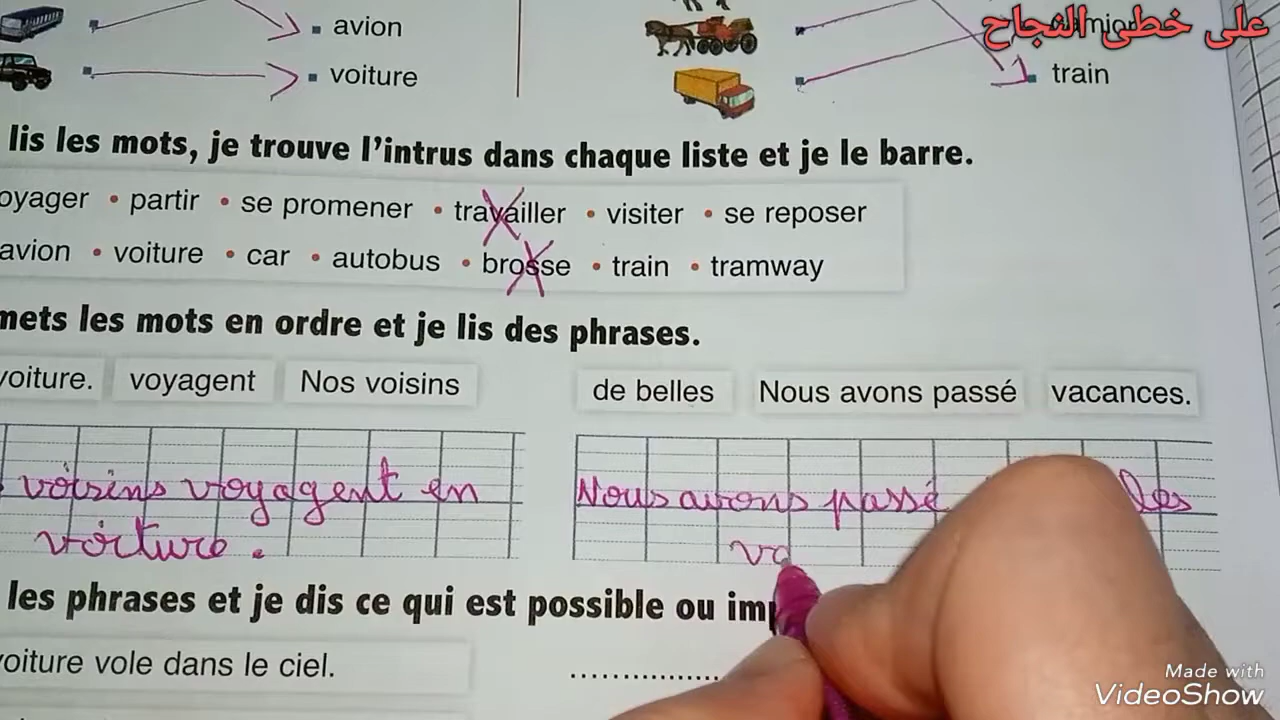 avion
على خطى النجاح
voiture
train
lis les mots, je trouve l'intrus dans chaque liste et je le barre.
oyager • partir • se promener • travailler • visiter • se reposer
avion • voiture • car • autobus • brosse • train • tramway
mets les mots en ordre et je lis des phrases.
voiture. voyagent Nos voisins
de belles Nous avons passé vacances.
voisins voyagent en
voiture.
Nous avons passé les
va
les phrases et je dis ce qui est possible ou im
voiture vole dans le ciel.
Made with
VideoShow